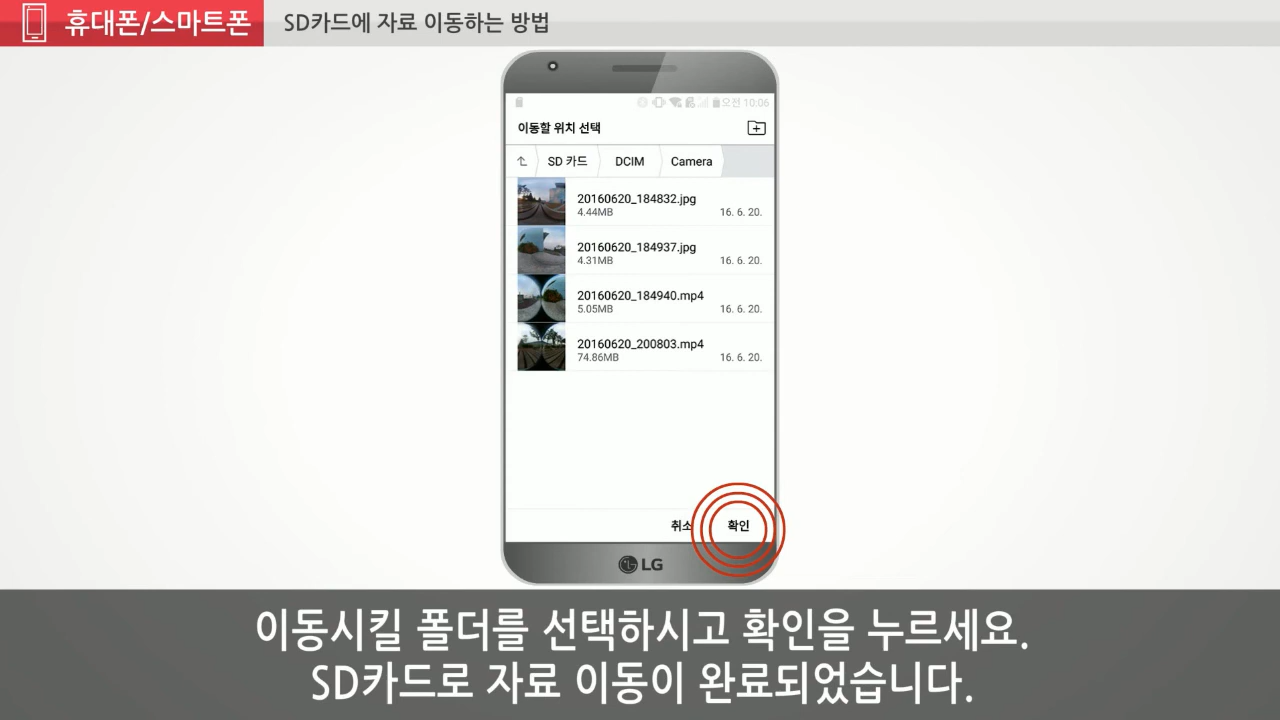 휴대폰/스마트폰
SD카드에 자료 이동하는 방법
오전 10:06
이동할 위치 선택
SD 카드
DCIM
Camera
20160620_184832.jpg
4.44MB
16. 6. 20.
20160620_184937.jpg
4.31MB
16. 6. 20.
20160620_184940.mp4
5.05MB
16. 6. 20.
20160620_200803.mp4
74.86MB
16. 6. 20.
취소
확인
LG
이동시킬 폴더를 선택하시고 확인을 누르세요.
SD카드로 자료 이동이 완료되었습니다.